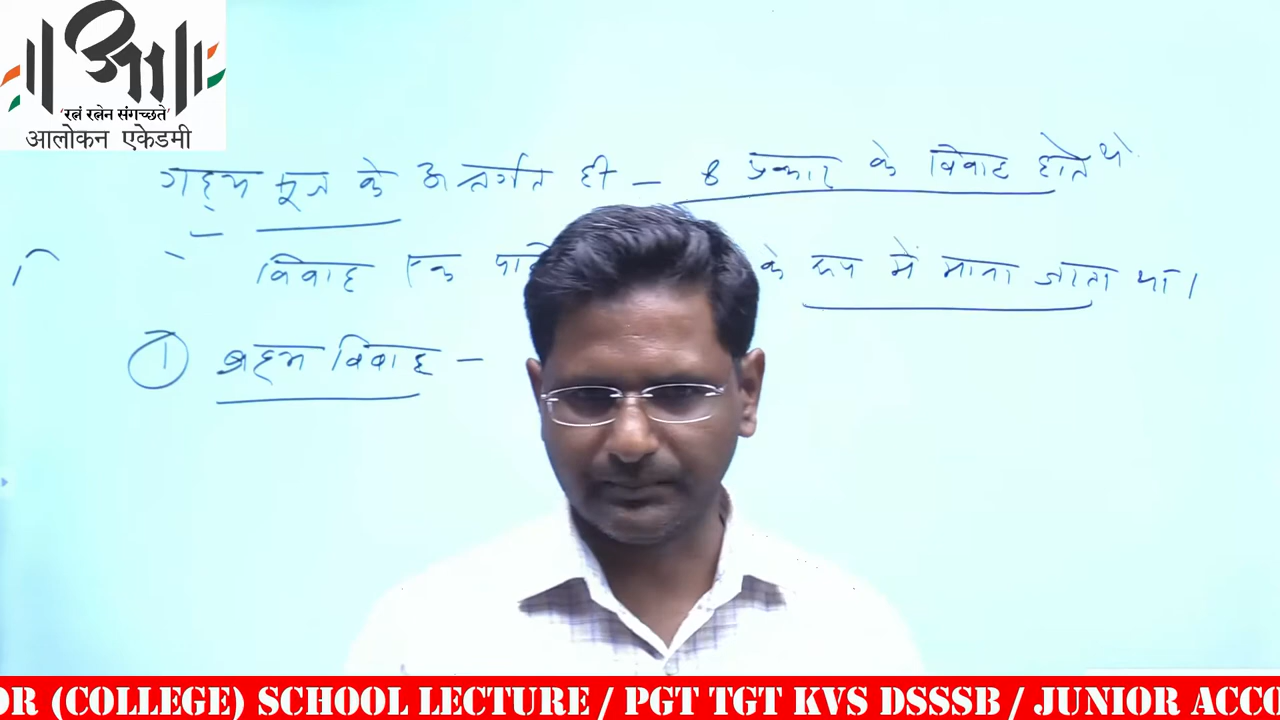 'रत्नं रत्नेन संगच्छते'
आलोकन एकेडमी
गृह्य सूत्र के अन्तर्गत ही - 8 प्रकार के विवाह होते थे
विवाह एक के रूप में माना जाता था।
① ब्रह्म विवाह -
OR (COLLEGE) SCHOOL LECTURE / PGT TGT KVS DSSSB / JUNIOR ACCO